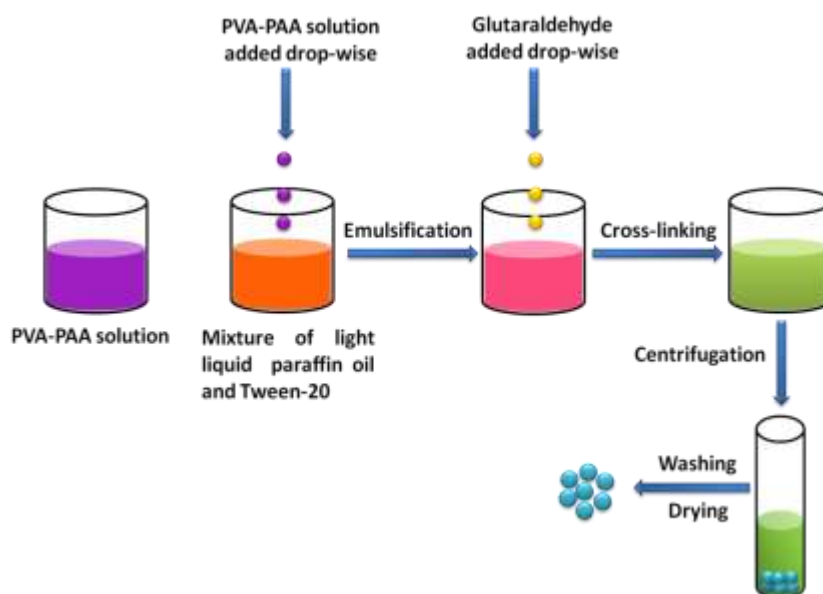 PVA-PAA solution
added drop-wise
Glutaraldehyde
added drop-wise
Emulsification
Cross-linking
PVA-PAA solution
Mixture of light
liquid paraffin oil
and Tween-20
Centrifugation
Washing
Drying